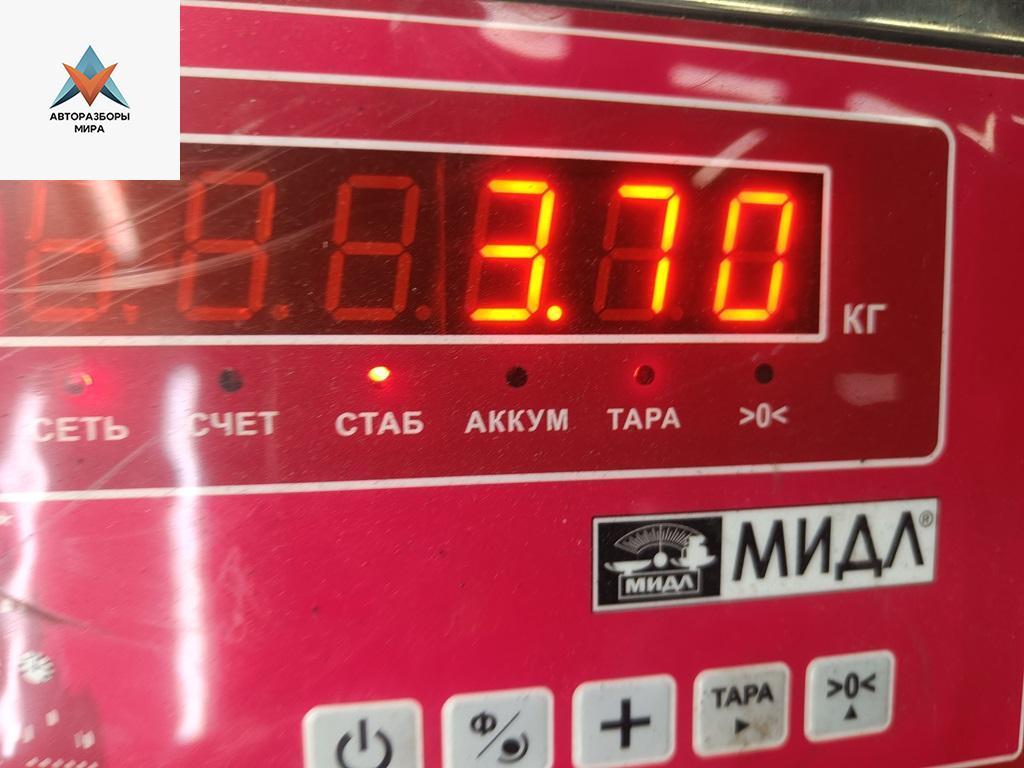 АВТОРАЗБОРЫ
МИРА
3.70
КГ
СЕТЬ СЧЕТ СТАБ АККУМ ТАРА >0<
МИДЛ МИДЛ®
Ф ТАРА >0<